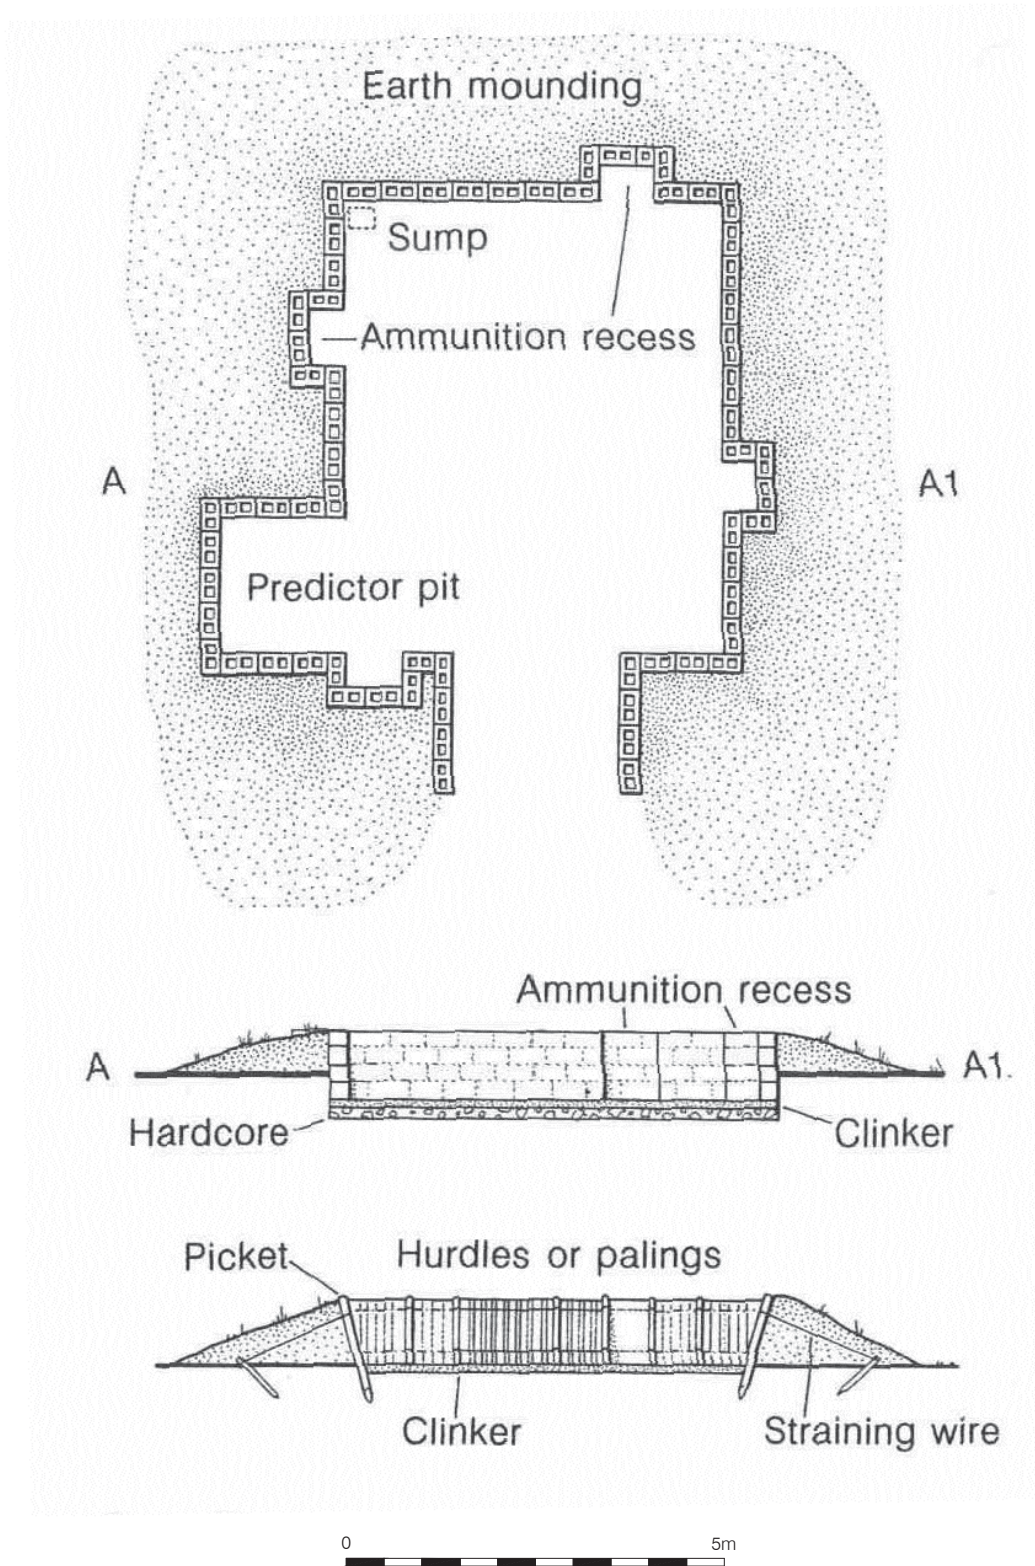 Earth mounding
Sump
Ammunition recess
A
A1
Predictor pit
Ammunition recess
A
A1.
Hardcore
Clinker
Picket
Hurdles or palings
Clinker
Straining wire
0
5m